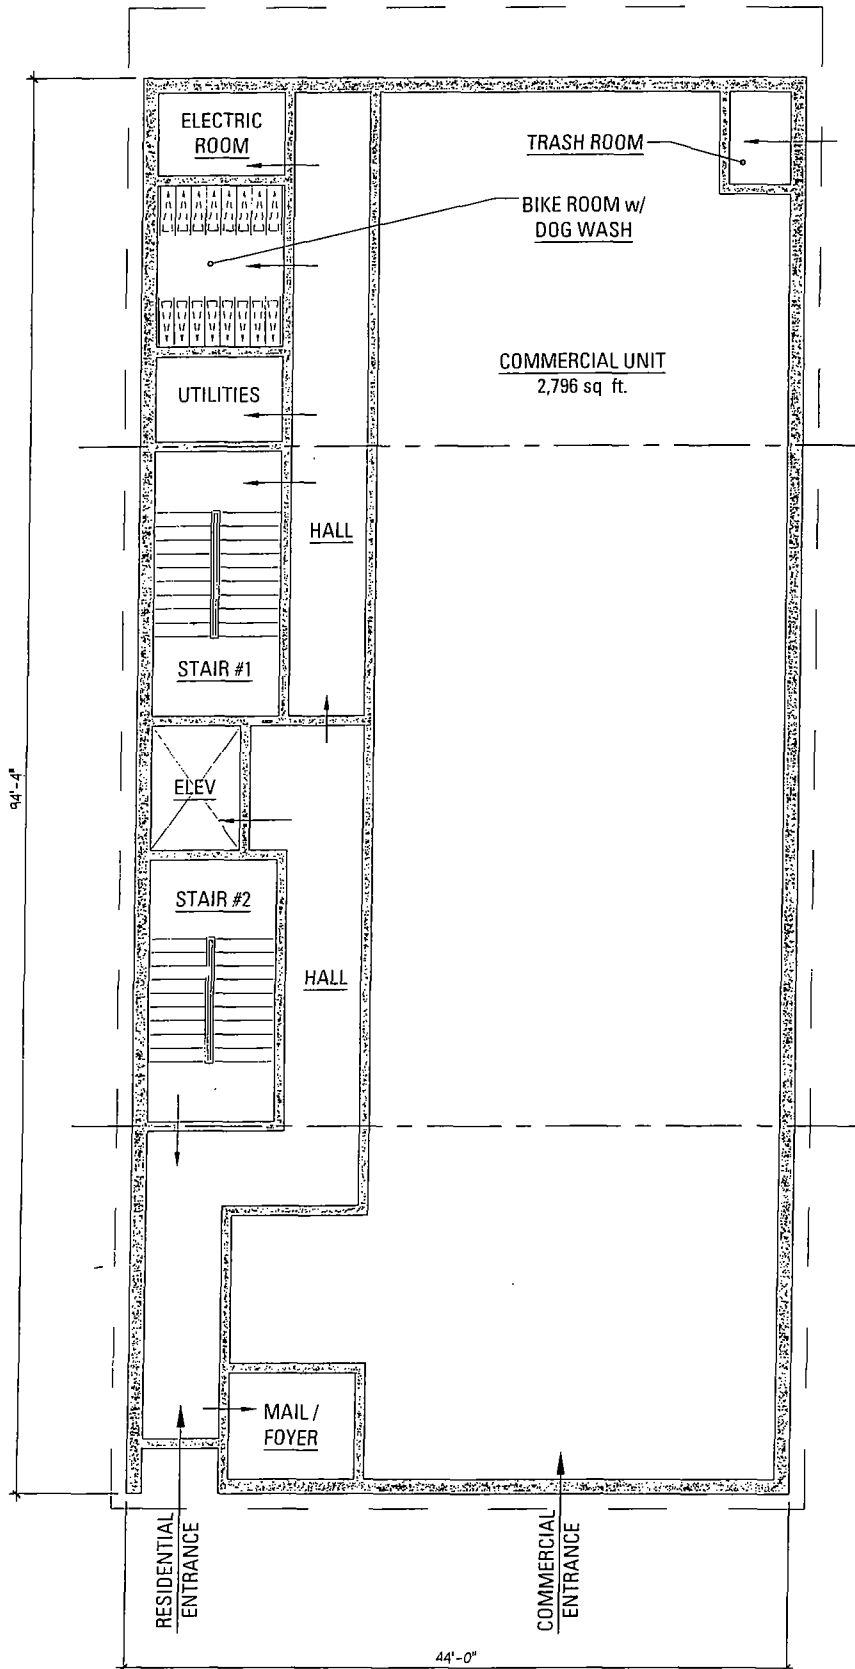 ELECTRIC
ROOM
TRASH ROOM
BIKE ROOM w/
DOG WASH
COMMERCIAL UNIT
2,796 sq ft.
UTILITIES
HALL
STAIR #1
94'-4"
ELEV
STAIR #2
HALL
MAIL /
FOYER
RESIDENTIAL
ENTRANCE
COMMERCIAL
ENTRANCE
44'-0"